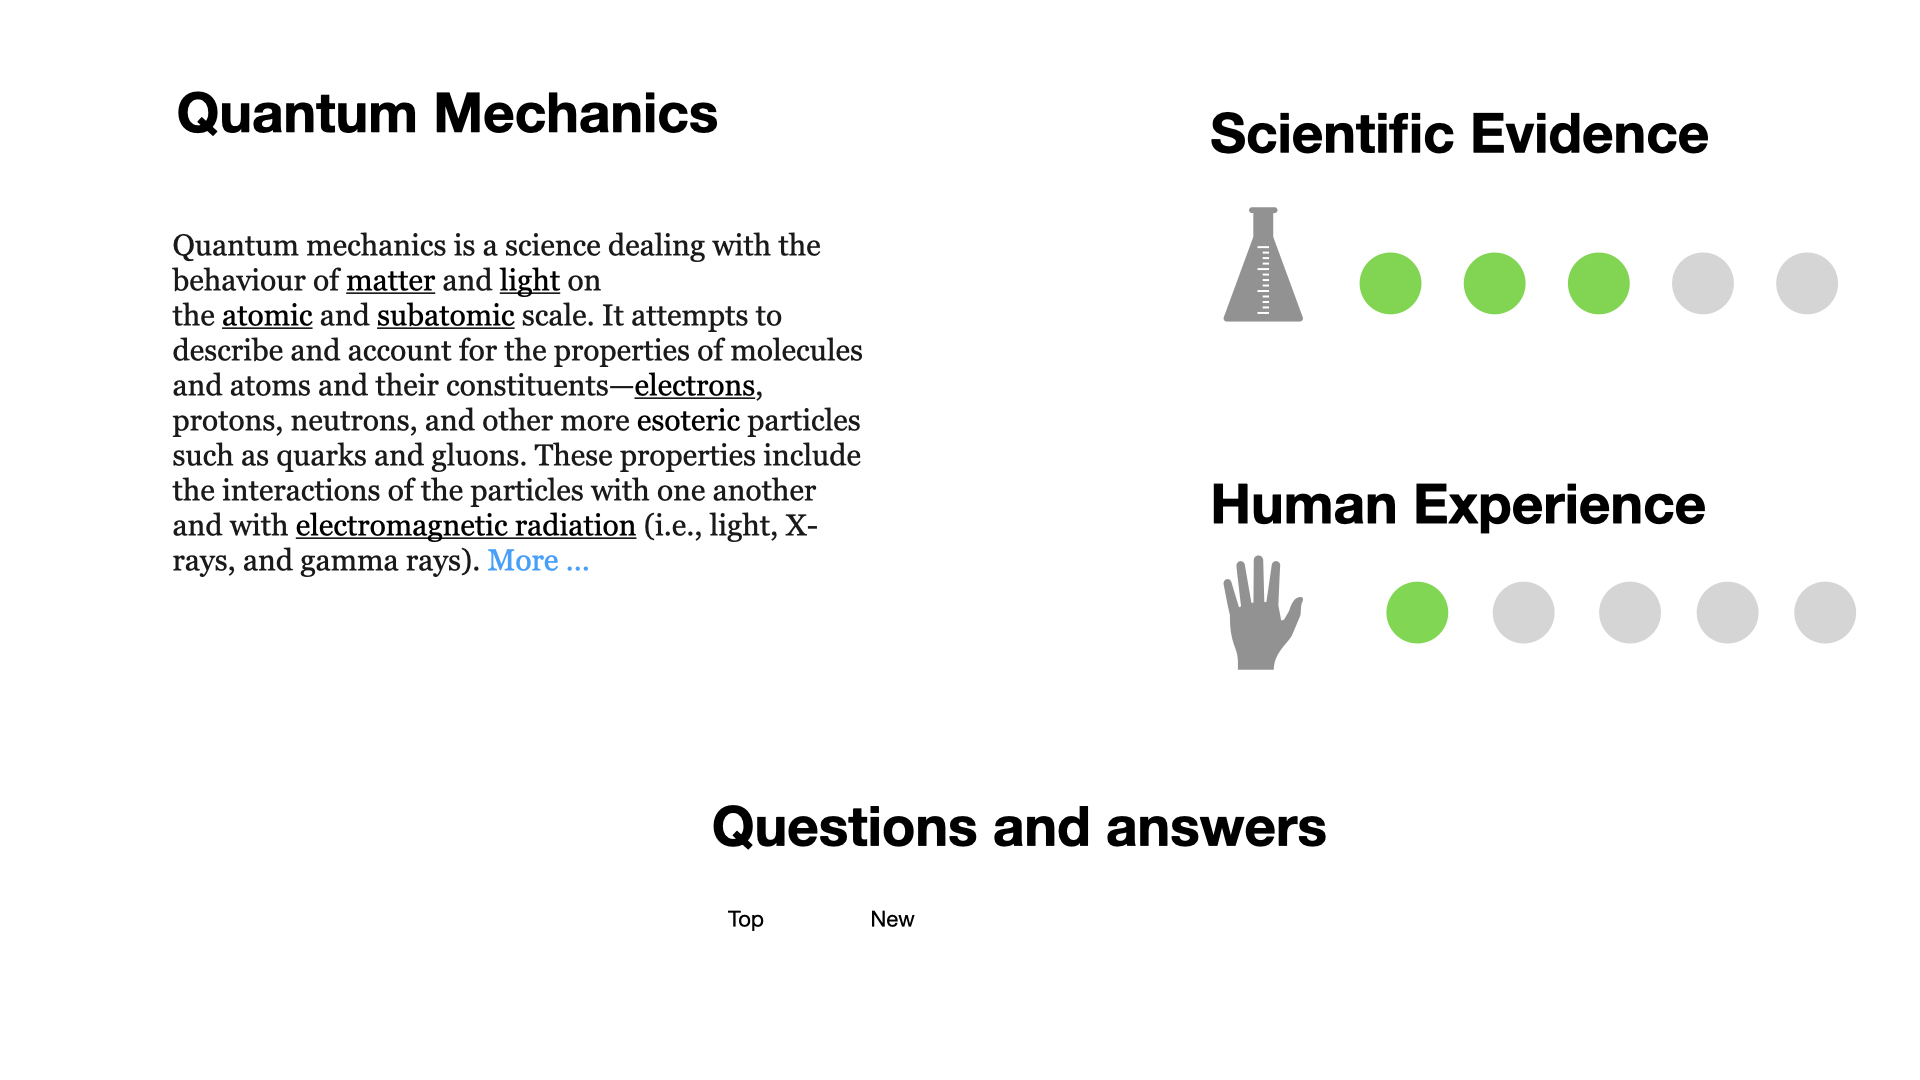 Quantum Mechanics
Quantum mechanics is a science dealing with the
behaviour of matter and light on
the atomic and subatomic scale. It attempts to
describe and account for the properties of molecules
and atoms and their constituents—electrons,
protons, neutrons, and other more esoteric particles
such as quarks and gluons. These properties include
the interactions of the particles with one another
and with electromagnetic radiation (i.e., light, X-
rays, and gamma rays). More ...
Scientific Evidence
Human Experience
Questions and answers
Top New